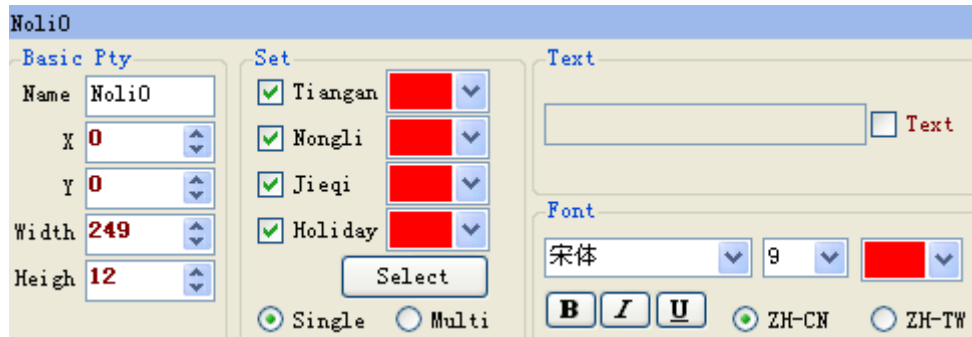 Noli0
Basic Pty
Name Noli0
X 0
Y 0
Width 249
Heigh 12
Set
Tiangan
Nongli
Jieqi
Holiday
Select
Single Multi
Text
Text
Font
宋体 9
B I U ZH-CN ZH-TW